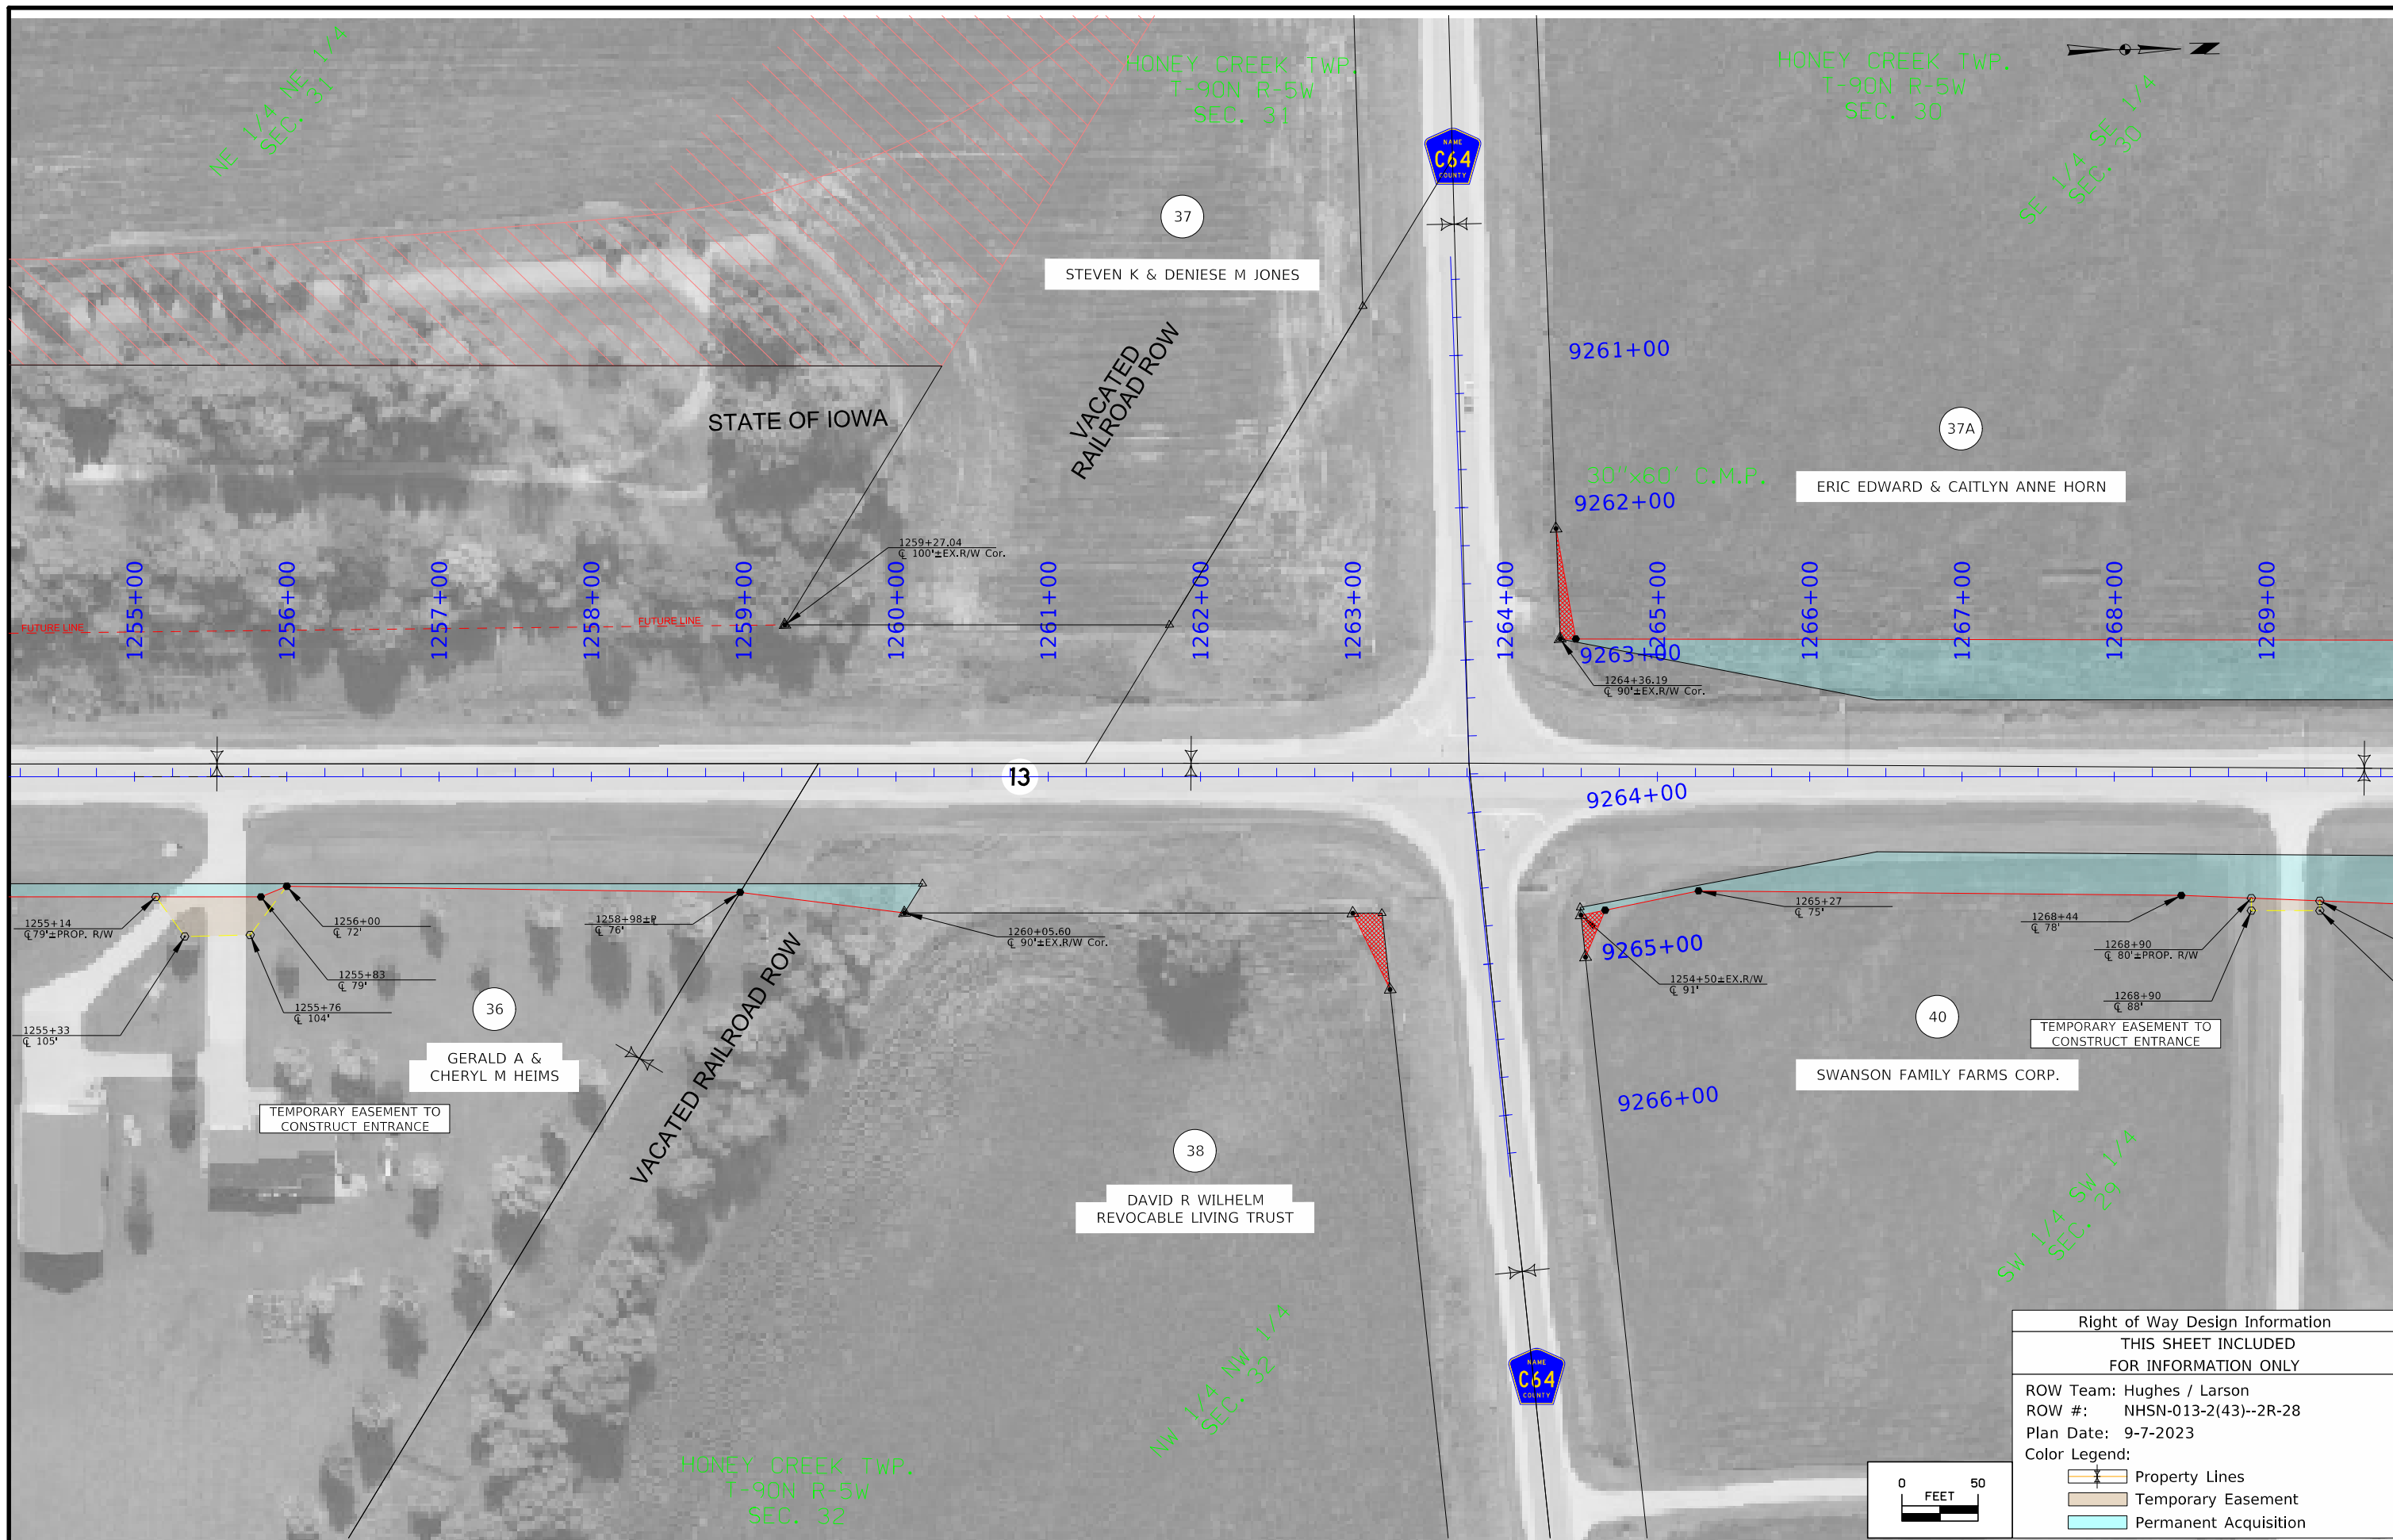 NE 1/4 NE 1/4
SEC. 31
HONEY CREEK TWP.
T-90N R-5W
SEC. 31
HONEY CREEK TWP.
T-90N R-5W
SEC. 30
SE 1/4 SE 1/4
SEC. 30
NAME
C64
COUNTY
37
STEVEN K & DENIESE M JONES
VACATED
RAILROAD ROW
STATE OF IOWA
9261+00
37A
30"x60' C.M.P.
9262+00
ERIC EDWARD & CAITLYN ANNE HORN
1259+27.04
℄ 100'±EX.R/W Cor.
FUTURE LINE
FUTURE LINE
1255+00
1256+00
1257+00
1258+00
1259+00
1260+00
1261+00
1262+00
1263+00
1264+00
1265+00
1266+00
1267+00
1268+00
1269+00
9263+00
1264+36.19
℄ 90'±EX.R/W Cor.
13
9264+00
1255+14
℄79'±PROP. R/W
1256+00
℄ 72'
1258+98±
℄ 76'
1260+05.60
℄ 90'±EX.R/W Cor.
1265+27
℄ 75'
1268+44
℄ 78'
9265+00
1268+90
℄ 80'±PROP. R/W
1255+83
℄ 79'
1254+50±EX.R/W
℄ 91'
1268+90
℄ 88'
1255+76
℄ 104'
1255+33
℄ 105'
36
GERALD A &
CHERYL M HEIMS
VACATED RAILROAD ROW
TEMPORARY EASEMENT TO
CONSTRUCT ENTRANCE
40
TEMPORARY EASEMENT TO
CONSTRUCT ENTRANCE
SWANSON FAMILY FARMS CORP.
9266+00
38
DAVID R WILHELM
REVOCABLE LIVING TRUST
SW 1/4 SW 1/4
SEC. 29
NW 1/4 NW 1/4
SEC. 32
NAME
C64
COUNTY
HONEY CREEK TWP.
T-90N R-5W
SEC. 32
0 50
FEET
Right of Way Design Information
THIS SHEET INCLUDED
FOR INFORMATION ONLY
ROW Team: Hughes / Larson
ROW #: NHSN-013-2(43)--2R-28
Plan Date: 9-7-2023
Color Legend:
Property Lines
Temporary Easement
Permanent Acquisition